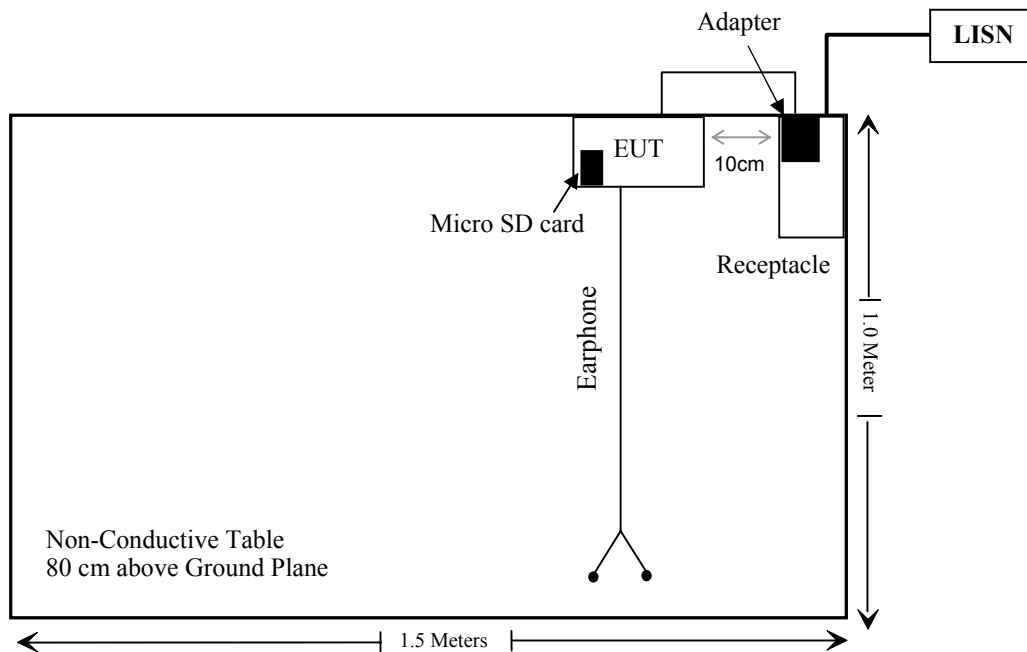 Adapter
LISN
EUT
10cm
Micro SD card
Receptacle
Earphone
1.0 Meter
Non-Conductive Table
80 cm above Ground Plane
1.5 Meters